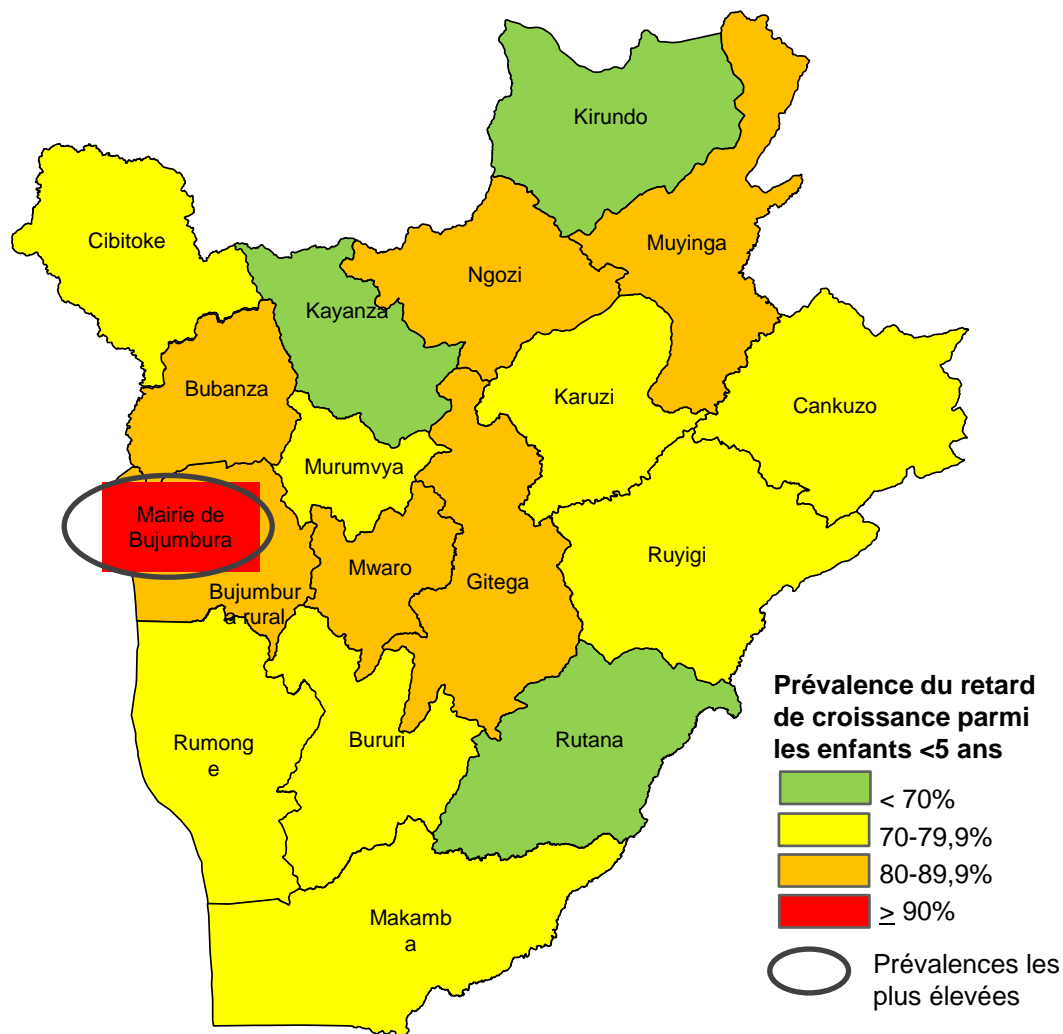 Kirundo
Cibitoke
Muyinga
Ngozi
Kayanza
Bubanza
Karuzi
Cankuzo
Murumvya
Mairie de
Bujumbura
Ruyigi
Mwaro
Gitega
Bujumbur
a rural
Rumong
e
Bururi
Rutana
Makamb
a
Prévalence du retard
de croissance parmi
les enfants <5 ans
< 70%
70-79,9%
80-89,9%
≥ 90%
Prévalences les
plus élevées